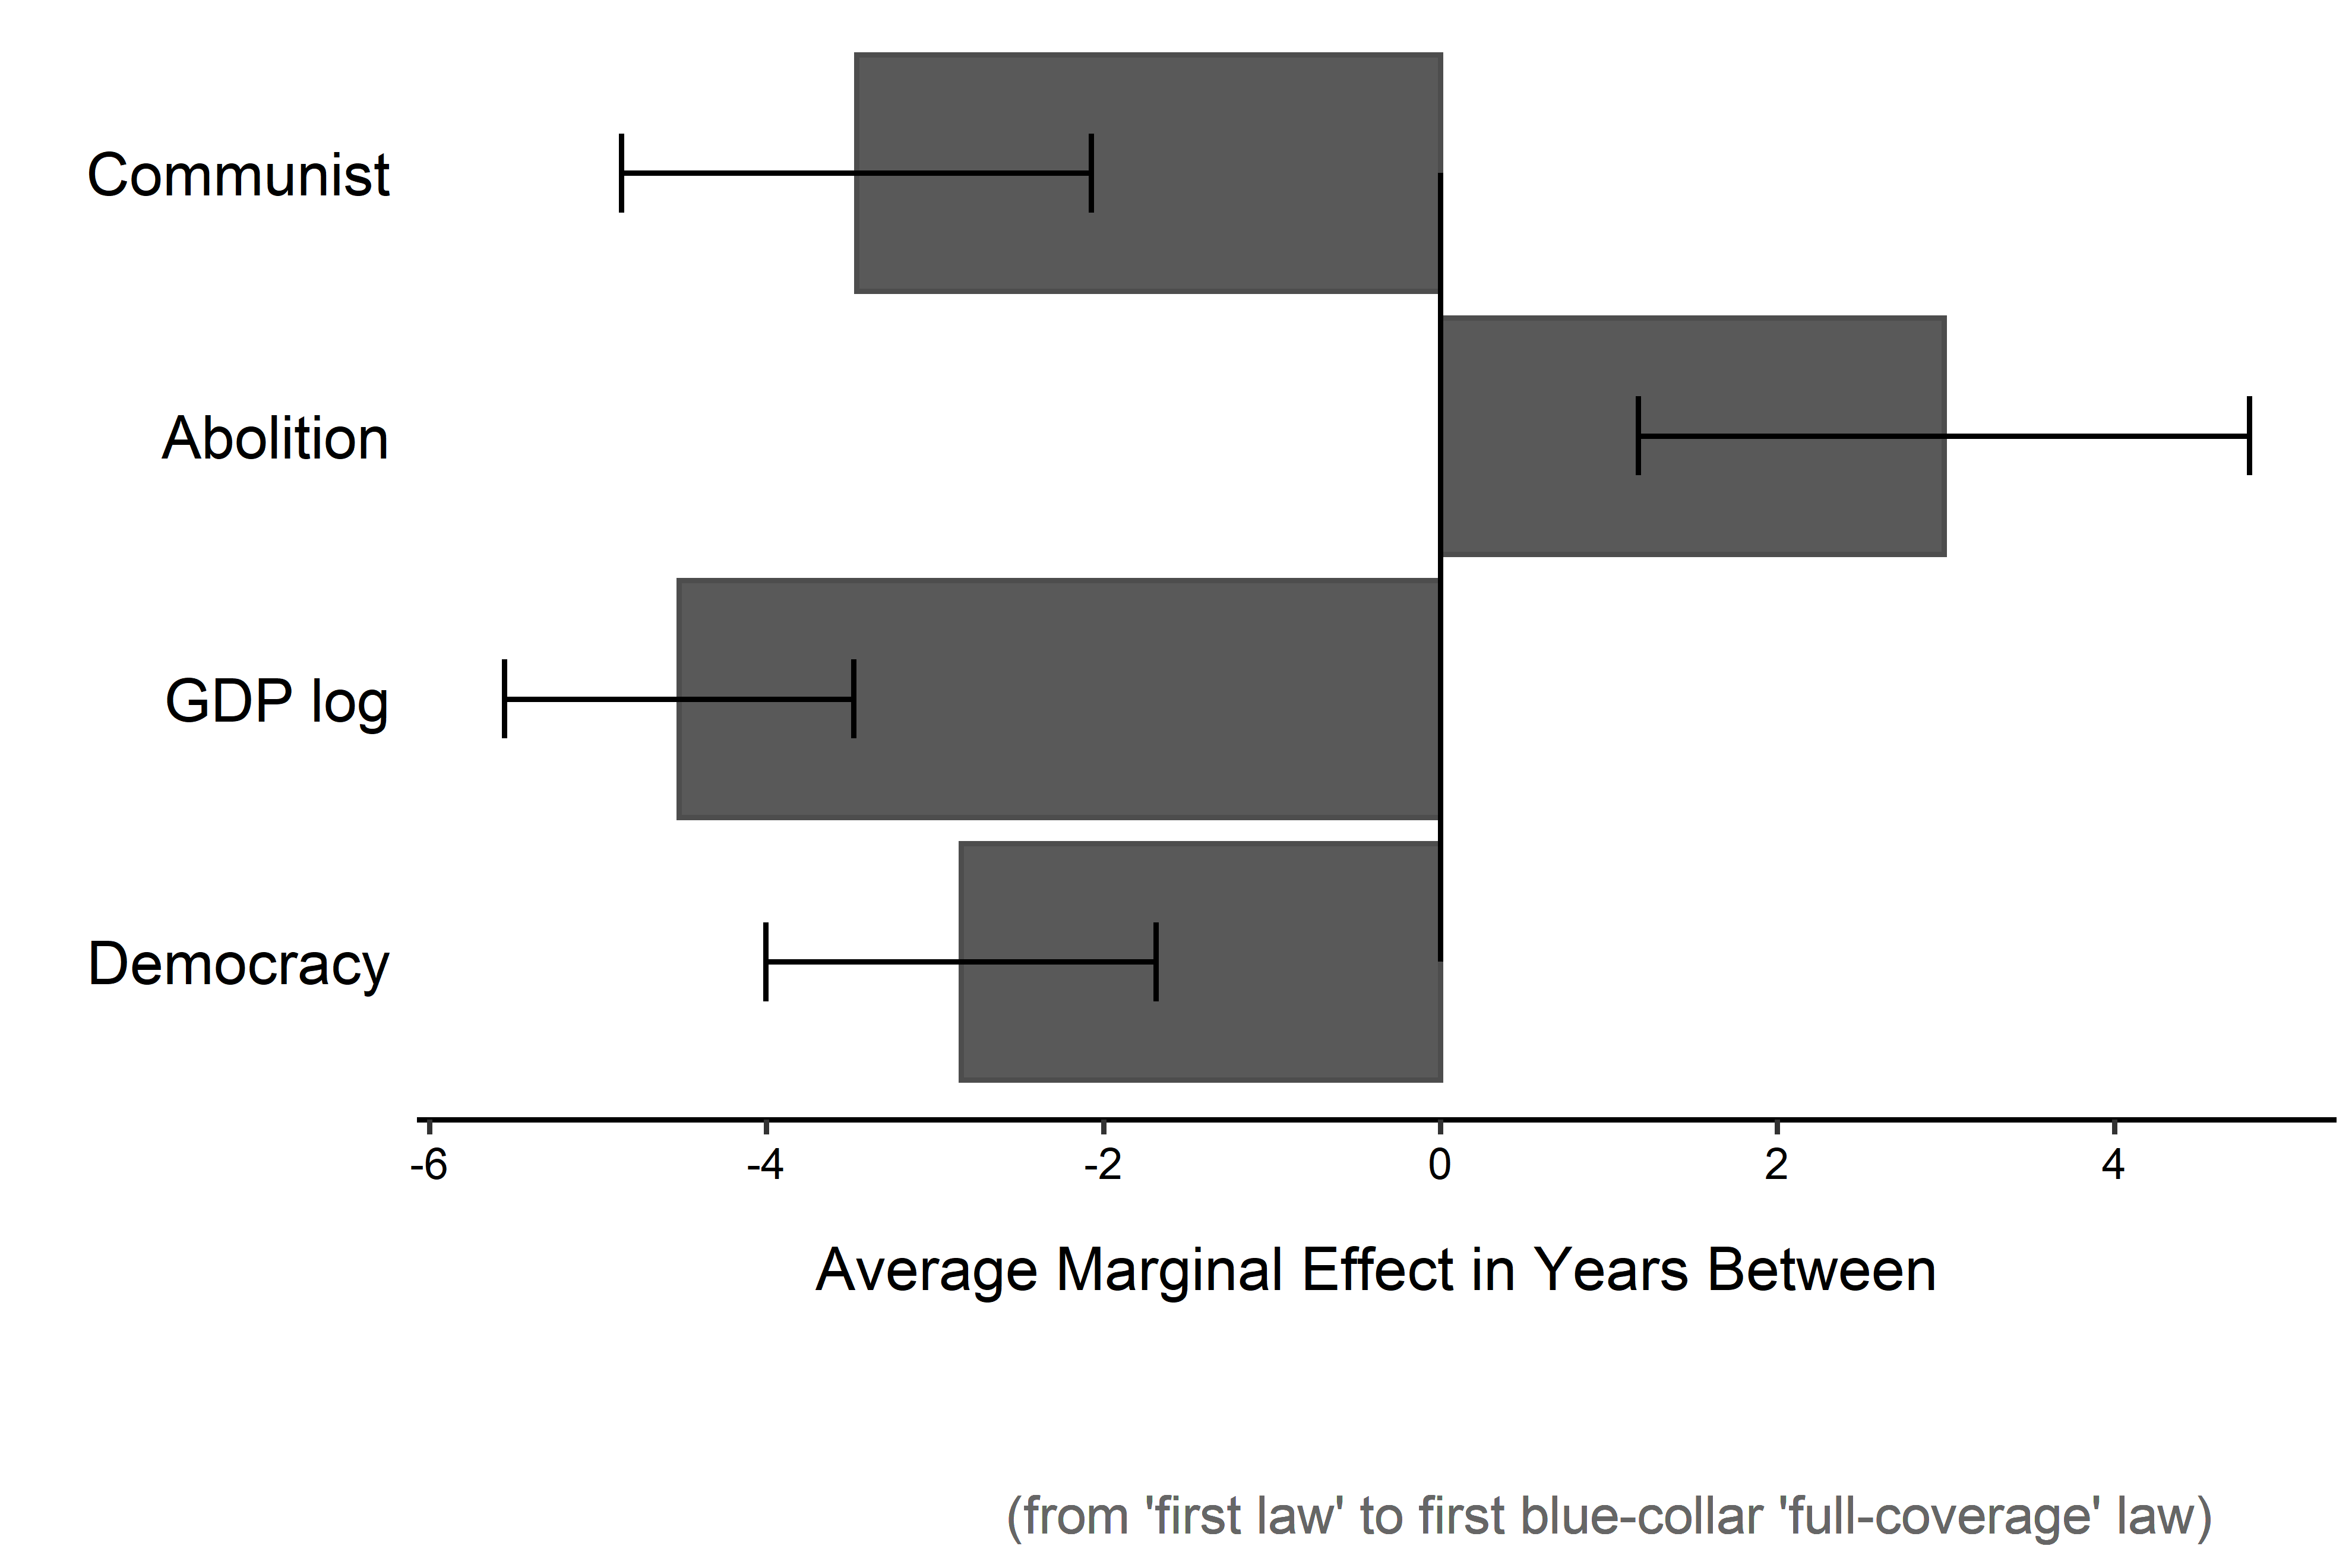 Communist
Abolition
GDP log
Democracy
-6 -4 -2 0 2 4
Average Marginal Effect in Years Between
(from 'first law' to first blue-collar 'full-coverage' law)